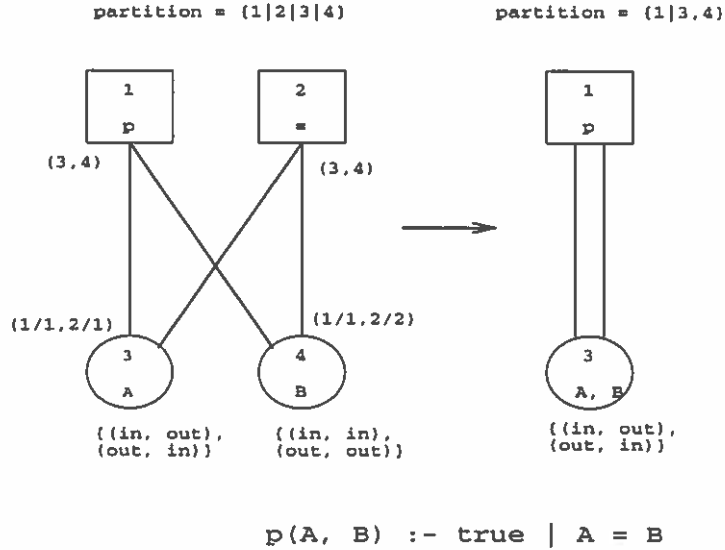 partition = {1|2|3|4}
partition = {1|3,4}
1
p
2
=
1
p
(3,4)
(3,4)
(1/1,2/1)
(1/1,2/2)
3
A
4
B
3
A, B
{(in, out),
(out, in)}
{(in, in),
(out, out)}
{(in, out),
(out, in)}
p(A, B) :- true | A = B